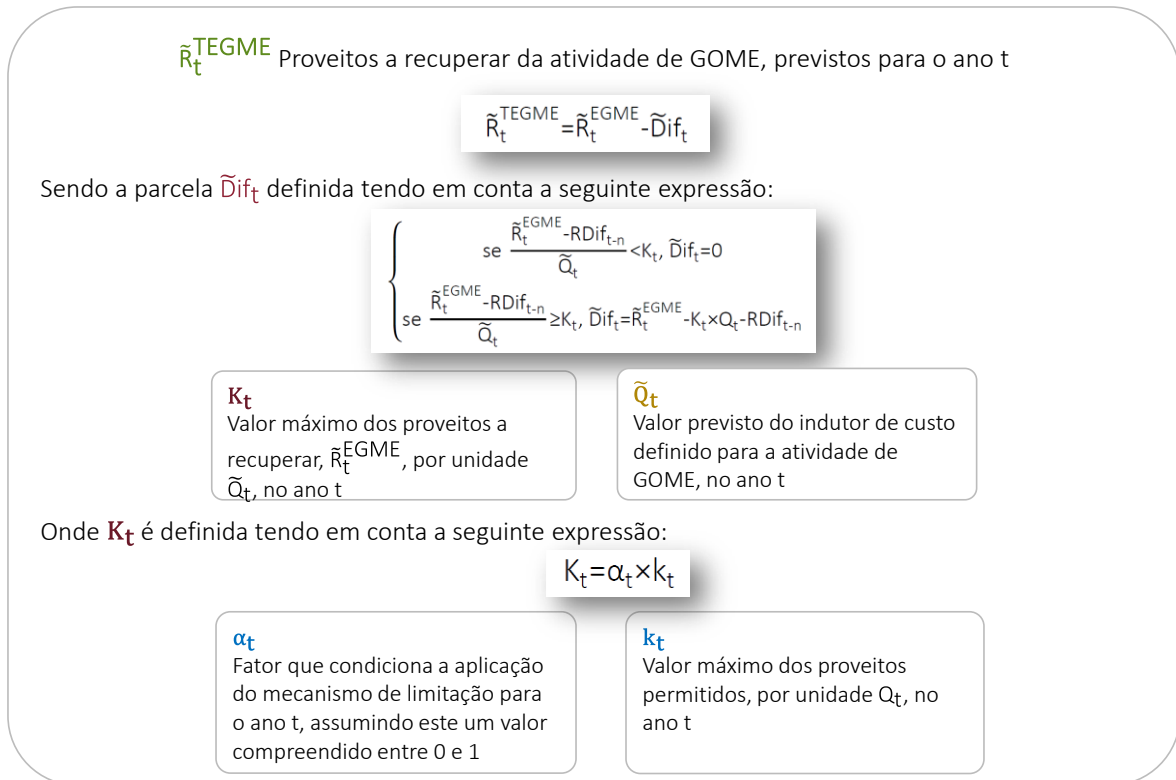 R̃ₜᵀᴱᴳᴹᴱ Proveitos a recuperar da atividade de GOME, previstos para o ano t
R̃ₜᵀᴱᴳᴹᴱ=R̃ₜᴱᴳᴹᴱ-D̃ifₜ
Sendo a parcela D̃ifₜ definida tendo em conta a seguinte expressão:
se (R̃ₜᴱᴳᴹᴱ-RDifₜ₋ₙ)/Q̃ₜ<Kₜ, D̃ifₜ=0
se (R̃ₜᴱᴳᴹᴱ-RDifₜ₋ₙ)/Q̃ₜ≥Kₜ, D̃ifₜ=R̃ₜᴱᴳᴹᴱ-Kₜ×Qₜ-RDifₜ₋ₙ
Kₜ
Valor máximo dos proveitos a
recuperar, R̃ₜᴱᴳᴹᴱ, por unidade
Q̃ₜ, no ano t
Q̃ₜ
Valor previsto do indutor de custo
definido para a atividade de
GOME, no ano t
Onde Kₜ é definida tendo em conta a seguinte expressão:
Kₜ=αₜ×kₜ
αₜ
Fator que condiciona a aplicação
do mecanismo de limitação para
o ano t, assumindo este um valor
compreendido entre 0 e 1
kₜ
Valor máximo dos proveitos
permitidos, por unidade Qₜ, no
ano t